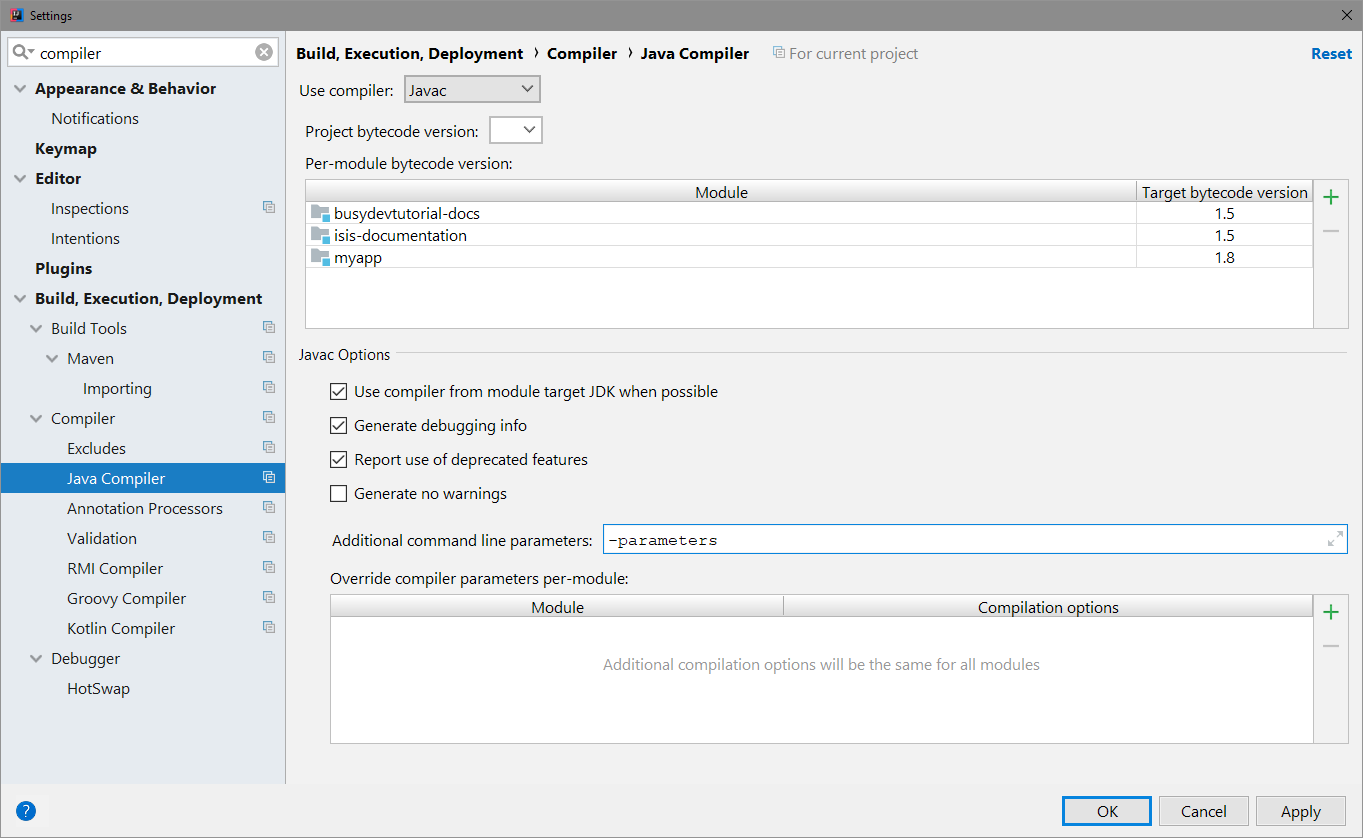 Settings
compiler
Appearance & Behavior
Notifications
Keymap
Editor
Inspections
Intentions
Plugins
Build, Execution, Deployment
Build Tools
Maven
Importing
Compiler
Excludes
Java Compiler
Annotation Processors
Validation
RMI Compiler
Groovy Compiler
Kotlin Compiler
Debugger
HotSwap
Build, Execution, Deployment › Compiler › Java Compiler For current project Reset
Use compiler: Javac
Project bytecode version:
Per-module bytecode version:
Module Target bytecode version
busydevtutorial-docs 1.5
isis-documentation 1.5
myapp 1.8
Javac Options
Use compiler from module target JDK when possible
Generate debugging info
Report use of deprecated features
Generate no warnings
Additional command line parameters: -parameters
Override compiler parameters per-module:
Module Compilation options
Additional compilation options will be the same for all modules
? OK Cancel Apply